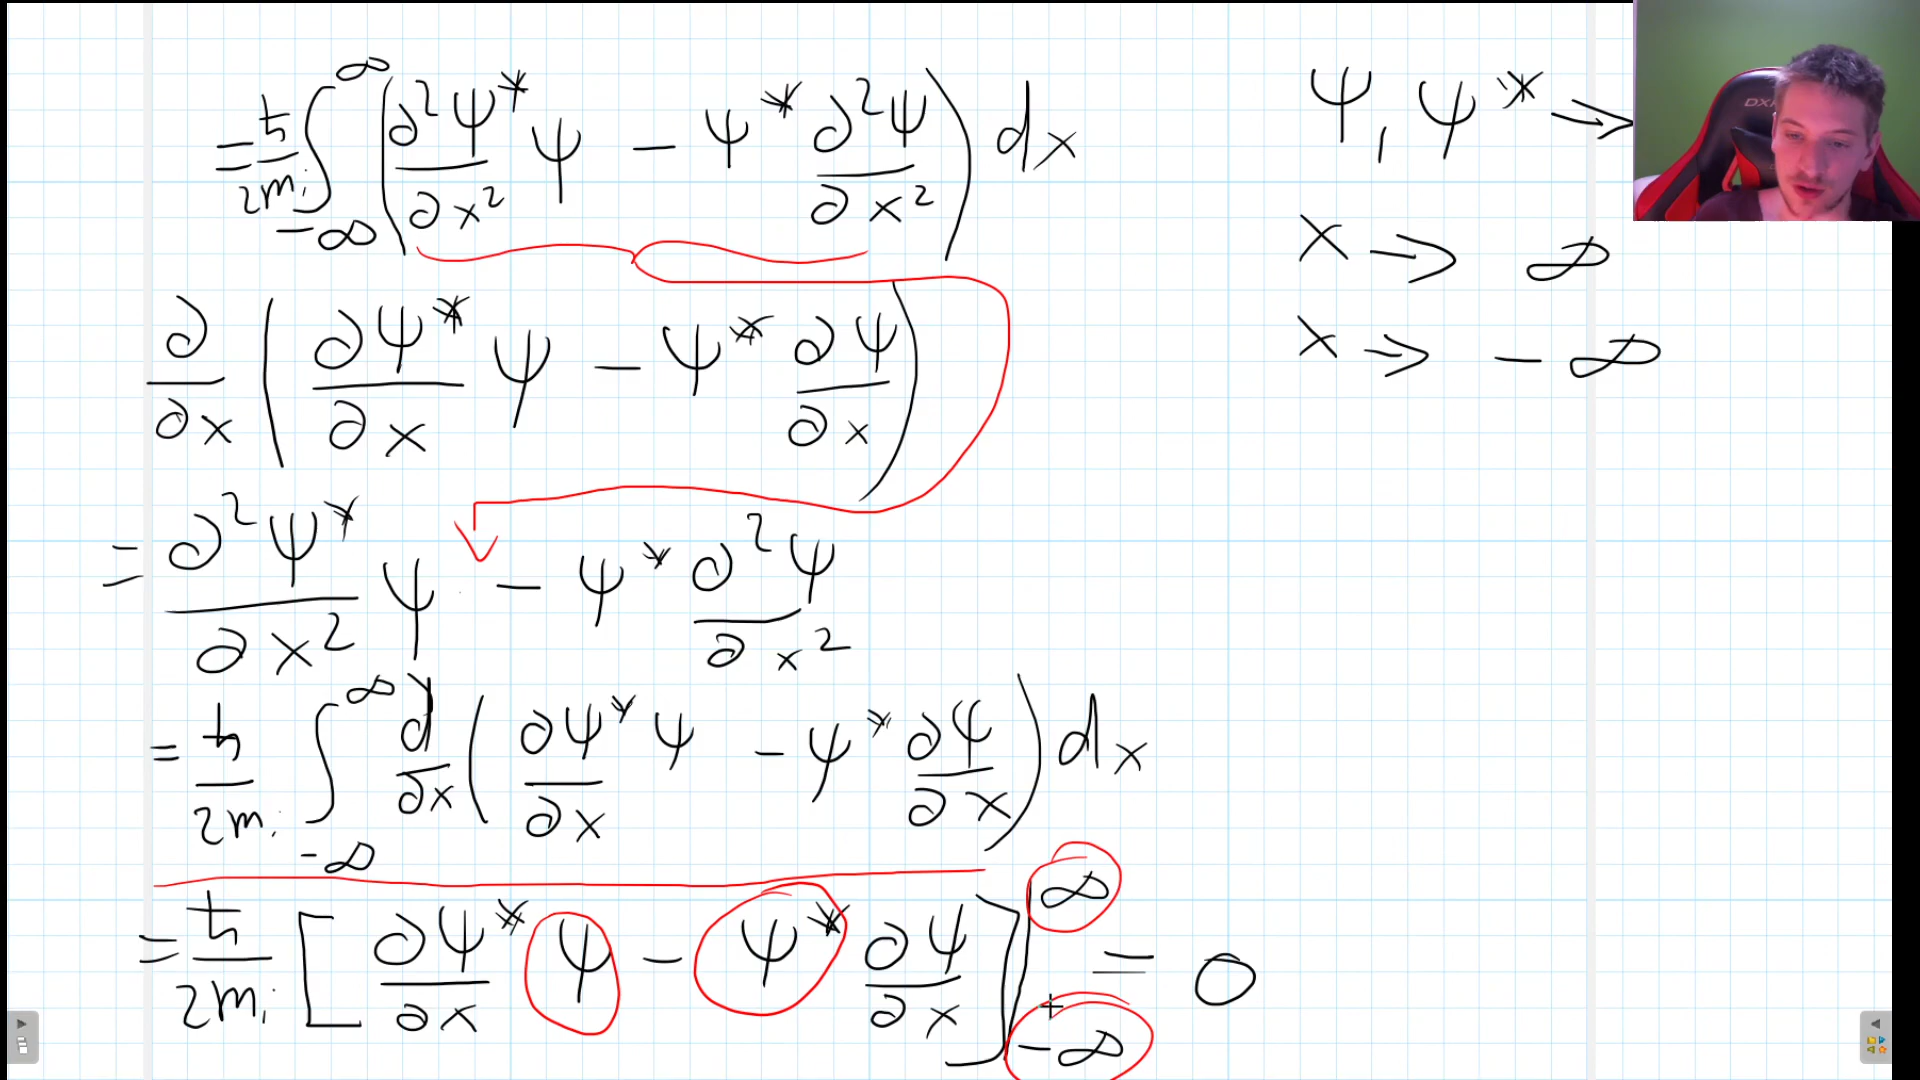 = ħ/2mi ∫_{-∞}^{∞} (∂²Ψ*/∂x² Ψ − Ψ* ∂²Ψ/∂x²) dx
∂/∂x (∂Ψ*/∂x Ψ − Ψ* ∂Ψ/∂x)
= ∂²Ψ*/∂x² Ψ − Ψ* ∂²Ψ/∂x²
= ħ/2mi ∫_{-∞}^{∞} ∂/∂x (∂Ψ*/∂x Ψ − Ψ* ∂Ψ/∂x) dx
= ħ/2mi [∂Ψ*/∂x Ψ − Ψ* ∂Ψ/∂x] |_{-∞}^{∞} = 0
Ψ, Ψ* →
x → ∞
x → −∞